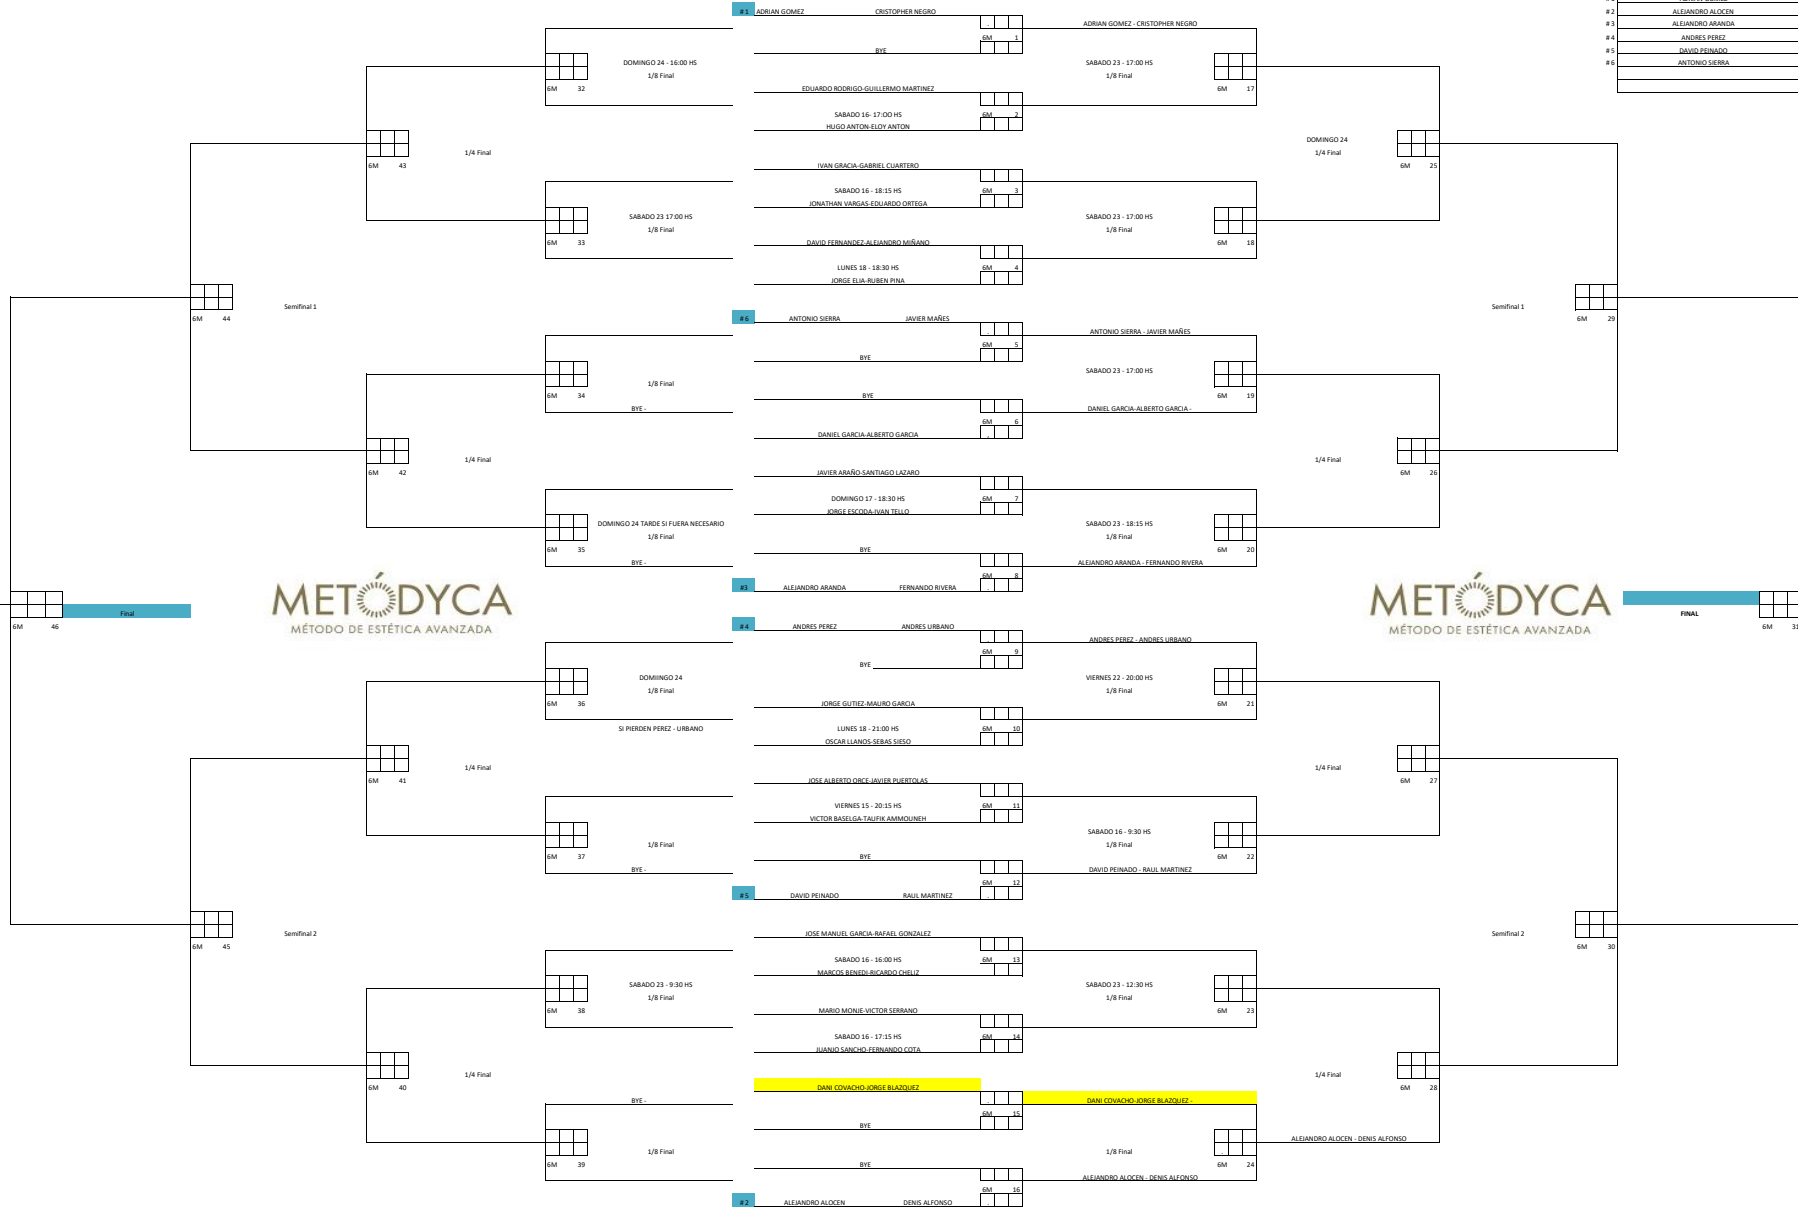 #1 ADRIAN GOMEZ CRISTOPHER NEGRO
#2 ALEJANDRO ALOCEN
ADRIAN GOMEZ - CRISTOPHER NEGRO
#3 ALEJANDRO ARANDA
6M 1
#4 ANDRES PEREZ
BYE
#5 DAVID PEINADO
DOMINGO 24 - 16:00 HS
SABADO 23 - 17:00 HS
#6 ANTONIO SIERRA
1/8 Final
1/8 Final
6M 32
EDUARDO RODRIGO-GUILLERMO MARTINEZ
6M 17
SABADO 16- 17:00 HS
6M 2
HUGO ANTON-ELOY ANTON
DOMINGO 24
1/4 Final
1/4 Final
6M 43
IVAN GRACIA-GABRIEL CUARTERO
6M 25
SABADO 16 - 18:15 HS
6M 3
JONATHAN VARGAS-EDUARDO ORTEGA
SABADO 23 17:00 HS
SABADO 23 - 17:00 HS
1/8 Final
1/8 Final
6M 33
DAVID FERNANDEZ-ALEJANDRO MIÑANO
6M 18
LUNES 18 - 18:30 HS
6M 4
JORGE ELIA-RUBEN PINA
Semifinal 1
Semifinal 1
6M 44
#6 ANTONIO SIERRA JAVIER MAÑES
6M 29
ANTONIO SIERRA - JAVIER MAÑES
6M 5
BYE
SABADO 23 - 17:00 HS
1/8 Final
6M 34
BYE
6M 19
BYE -
DANIEL GARCIA-ALBERTO GARCIA -
6M 6
DANIEL GARCIA-ALBERTO GARCIA
1/4 Final
1/4 Final
6M 42
JAVIER ARAÑO-SANTIAGO LAZARO
6M 26
DOMINGO 17 - 18:30 HS
6M 7
JORGE ESCODA-IVAN TELLO
DOMINGO 24 TARDE SI FUERA NECESARIO
SABADO 23 - 18:15 HS
1/8 Final
1/8 Final
6M 35
BYE
6M 20
BYE -
ALEJANDRO ARANDA - FERNANDO RIVERA
6M 8
#3 ALEJANDRO ARANDA FERNANDO RIVERA
METÓDYCA
METÓDYCA
Final
FINAL
6M 46
MÉTODO DE ESTÉTICA AVANZADA
#4 ANDRES PEREZ ANDRES URBANO
MÉTODO DE ESTÉTICA AVANZADA
6M 31
ANDRES PEREZ - ANDRES URBANO
6M 9
BYE
DOMIINGO 24
VIERNES 22 - 20:00 HS
1/8 Final
1/8 Final
6M 36
JORGE GUTIEZ-MAURO GARCIA
6M 21
SI PIERDEN PEREZ - URBANO
LUNES 18 - 21:00 HS
6M 10
OSCAR LLANOS-SEBAS SIESO
1/4 Final
1/4 Final
6M 41
JOSE ALBERTO ORCE-JAVIER PUERTOLAS
6M 27
VIERNES 15 - 20:15 HS
6M 11
VICTOR BASELGA-TAUFIK AMMOUNEH
SABADO 16 - 9:30 HS
1/8 Final
1/8 Final
6M 37
BYE
6M 22
BYE -
DAVID PEINADO - RAUL MARTINEZ
6M 12
#5 DAVID PEINADO RAUL MARTINEZ
Semifinal 2
JOSE MANUEL GARCIA-RAFAEL GONZALEZ
Semifinal 2
6M 45
6M 30
SABADO 16 - 16:00 HS
6M 13
MARCOS BENEDI-RICARDO CHELIZ
SABADO 23 - 9:30 HS
SABADO 23 - 12:30 HS
1/8 Final
1/8 Final
6M 38
MARIO MONJE-VICTOR SERRANO
6M 23
SABADO 16 - 17:15 HS
6M 14
JUANJO SANCHO-FERNANDO COTA
1/4 Final
1/4 Final
6M 40
DANI COVACHO-JORGE BLAZQUEZ
6M 28
BYE -
DANI COVACHO-JORGE BLAZQUEZ -
6M 15
BYE
ALEJANDRO ALOCEN - DENIS ALFONSO
1/8 Final
1/8 Final
6M 39
BYE
6M 24
ALEJANDRO ALOCEN - DENIS ALFONSO
6M 16
#2 ALEJANDRO ALOCEN DENIS ALFONSO